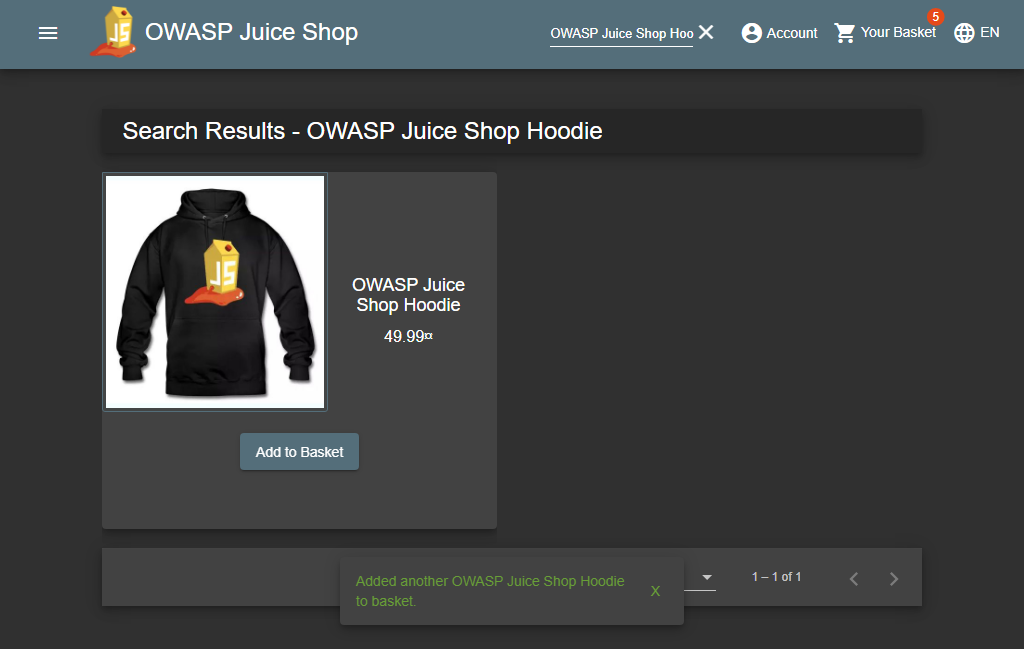 OWASP Juice Shop
OWASP Juice Shop Hoo
Account
Your Basket
5
EN
Search Results - OWASP Juice Shop Hoodie
JS
OWASP Juice
Shop Hoodie
49.99¤
Add to Basket
1 – 1 of 1
Added another OWASP Juice Shop Hoodie
to basket.
X